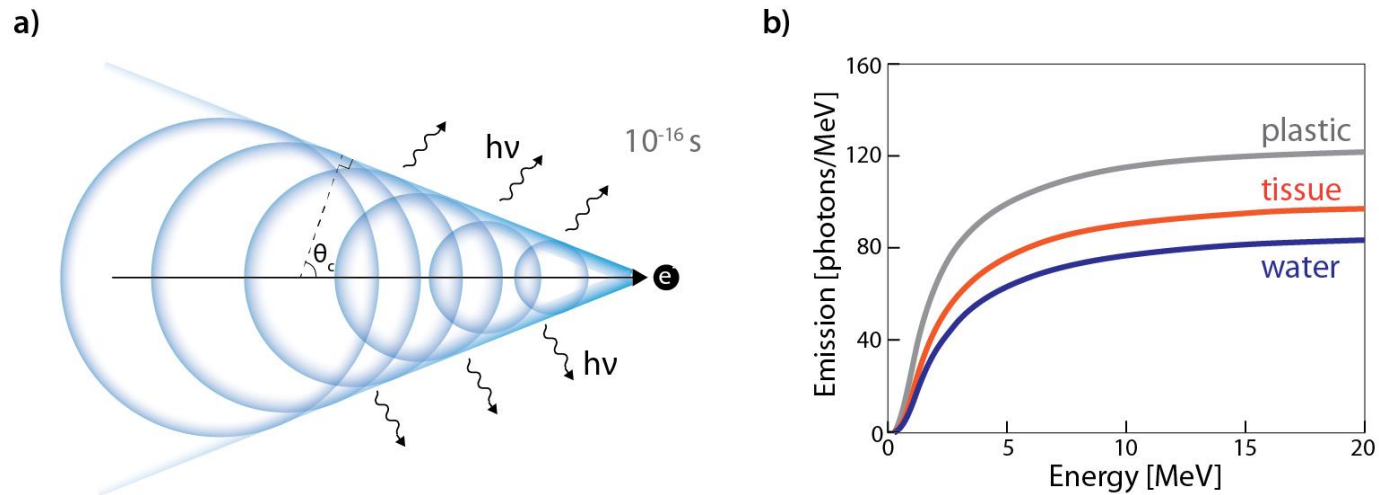 a)
10⁻¹⁶ s
hν
θc
e⁻
hν
b)
Emission [photons/MeV]
160
120
80
40
0
plastic
tissue
water
0 5 10 15 20
Energy [MeV]